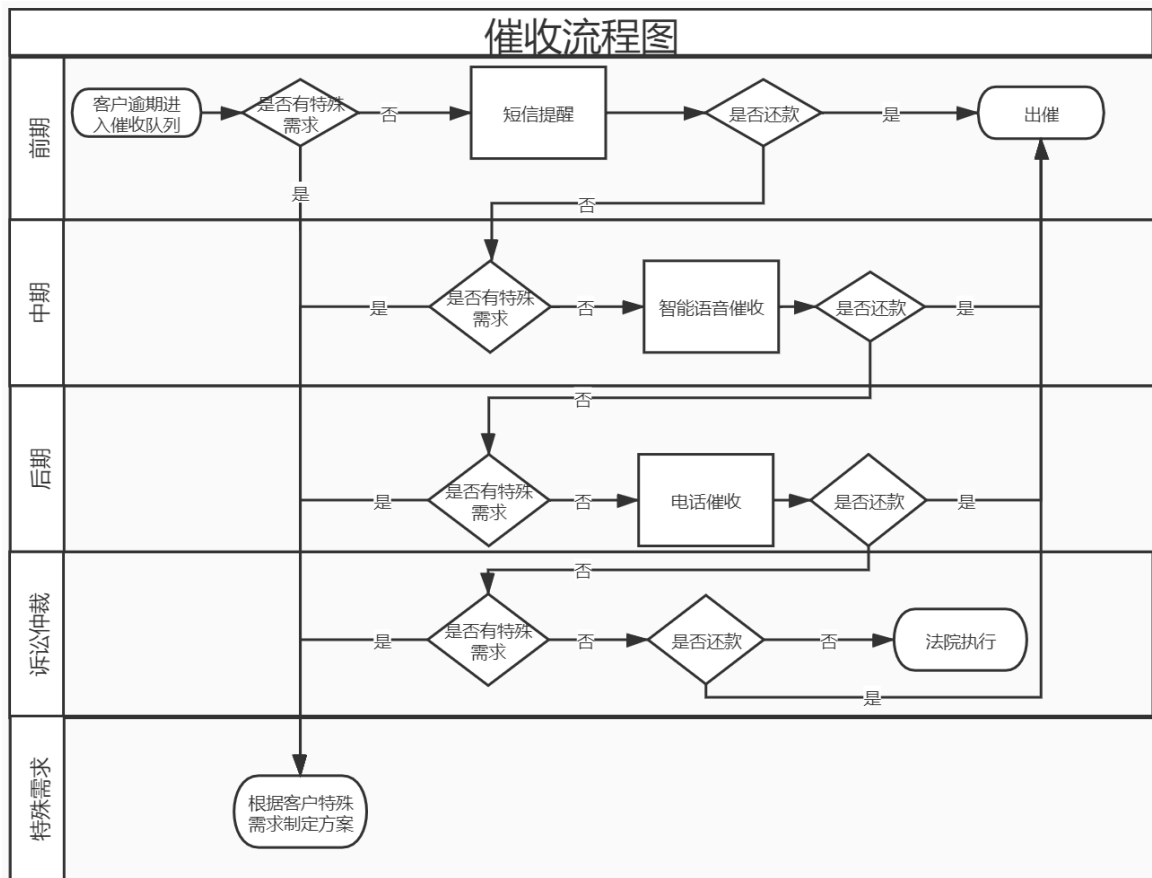 催收流程图
前期
客户逾期进
入催收队列
是否有特殊
需求
否
短信提醒
是否还款
是
出催
是
否
中期
是
是否有特殊
需求
否
智能语音催收
是否还款
是
否
后期
是
是否有特殊
需求
否
电话催收
是否还款
是
否
诉讼仲裁
是
是否有特殊
需求
否
是否还款
否
法院执行
是
特殊需求
根据客户特殊
需求制定方案